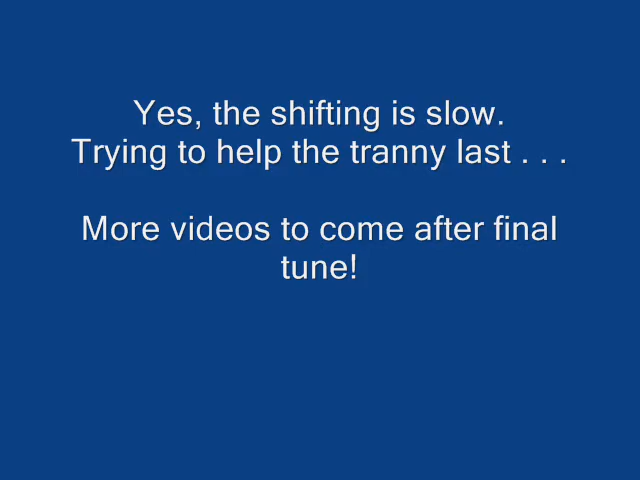 Yes, the shifting is slow.
Trying to help the tranny last . . .
More videos to come after final
tune!